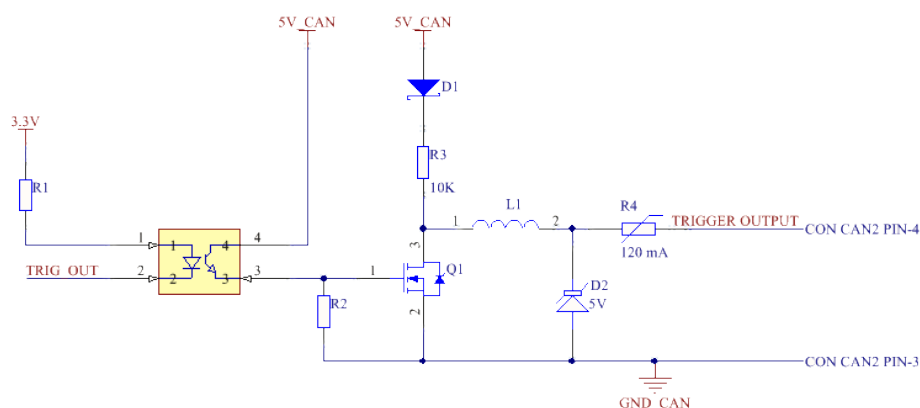 5V_CAN
5V_CAN
D1
3.3V
R3
10K
R1
L1
1
2
R4
TRIGGER OUTPUT
CON CAN2 PIN-4
120 mA
1
1
4
4
3
TRIG_OUT
2
2
3
3
1
Q1
R2
2
D2
5V
CON CAN2 PIN-3
GND_CAN